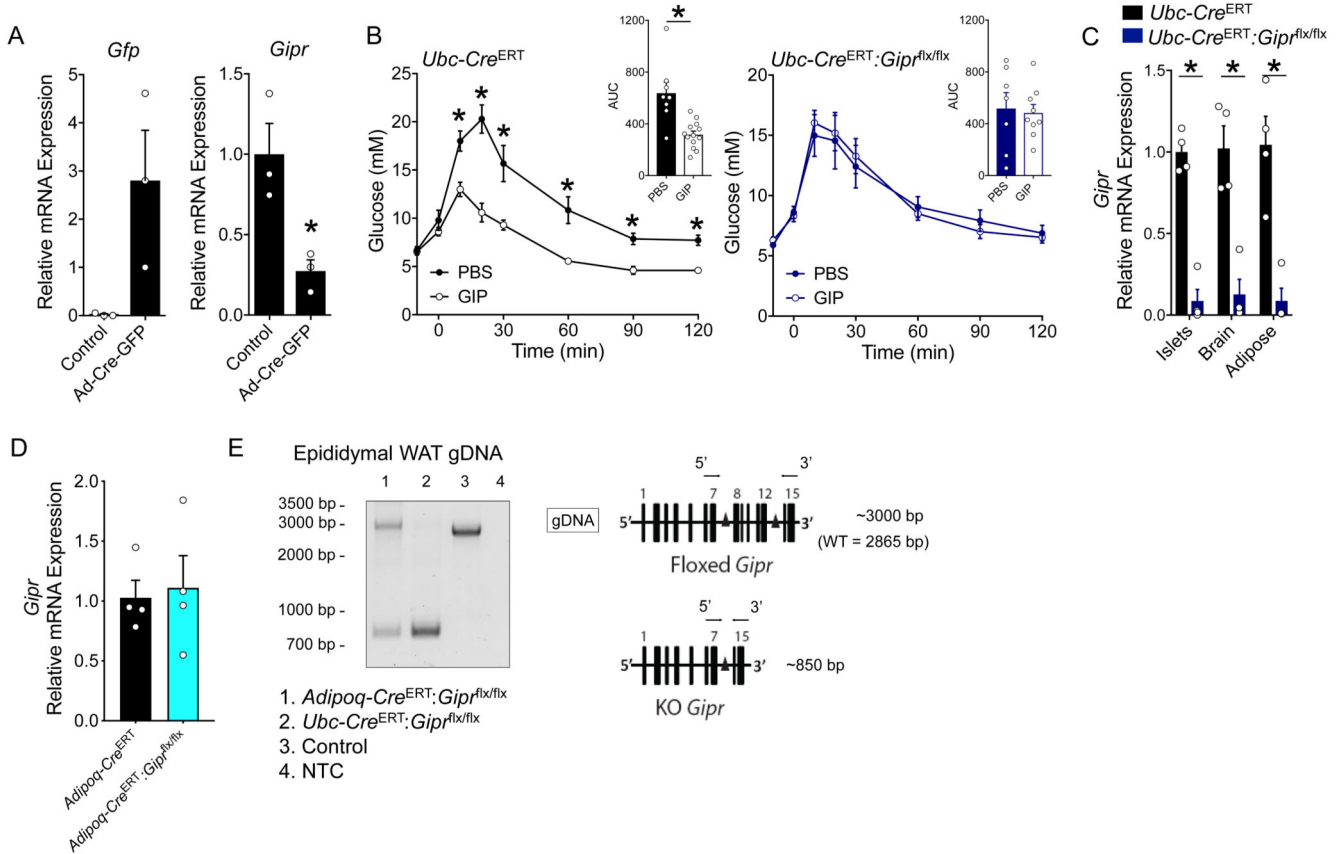 A
Gfp
Relative mRNA Expression
5
4
3
2
1
0
Control
Ad-Cre-GFP
Gipr
Relative mRNA Expression
1.5
1.0
0.5
0.0
*
Control
Ad-Cre-GFP
B
Ubc-CreERT
Glucose (mM)
25
20
15
10
5
0
* * * * * *
PBS
GIP
0 30 60 90 120
Time (min)
AUC
1200
800
400
0
*
PBS
GIP
Ubc-CreERT:Giprflx/flx
Glucose (mM)
20
15
10
5
0
PBS
GIP
0 30 60 90 120
Time (min)
AUC
1200
800
400
0
PBS
GIP
C
Ubc-CreERT
Ubc-CreERT:Giprflx/flx
Gipr
Relative mRNA Expression
1.5
1.0
0.5
0.0
* * *
Islets
Brain
Adipose
D
Gipr
Relative mRNA Expression
2.0
1.5
1.0
0.5
0.0
Adipoq-CreERT
Adipoq-CreERT:Giprflx/flx
E
Epididymal WAT gDNA
1 2 3 4
3500 bp -
3000 bp -
2000 bp -
1000 bp -
700 bp -
1. Adipoq-CreERT:Giprflx/flx
2. Ubc-CreERT:Giprflx/flx
3. Control
4. NTC
gDNA
5' 3'
1 7 8 12 15
5' 3'
~3000 bp
(WT = 2865 bp)
Floxed Gipr
5' 3'
1 7 15
5' 3'
~850 bp
KO Gipr